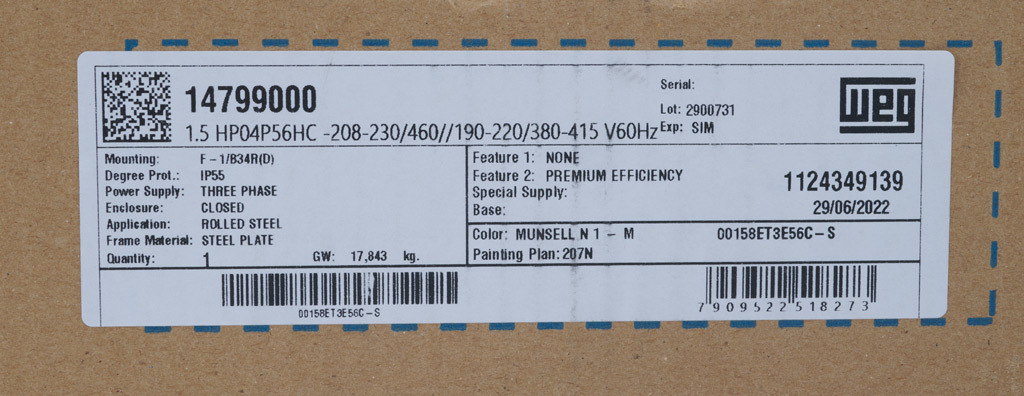 14799000
1.5 HP04P56HC -208-230/460//190-220/380-415 V60Hz
Serial:
Lot: 2900731
Exp: SIM
WEG
Mounting: F-1/B34R(D)
Degree Prot.: IP55
Power Supply: THREE PHASE
Enclosure: CLOSED
Application: ROLLED STEEL
Frame Material: STEEL PLATE
Quantity: 1 GW: 17,843 kg.
Feature 1: NONE
Feature 2: PREMIUM EFFICIENCY
Special Supply:
Base:
1124349139
29/06/2022
Color: MUNSELL N 1 - M 00158ET3E56C-S
Painting Plan: 207N
00158ET3E56C-S
7909522518273